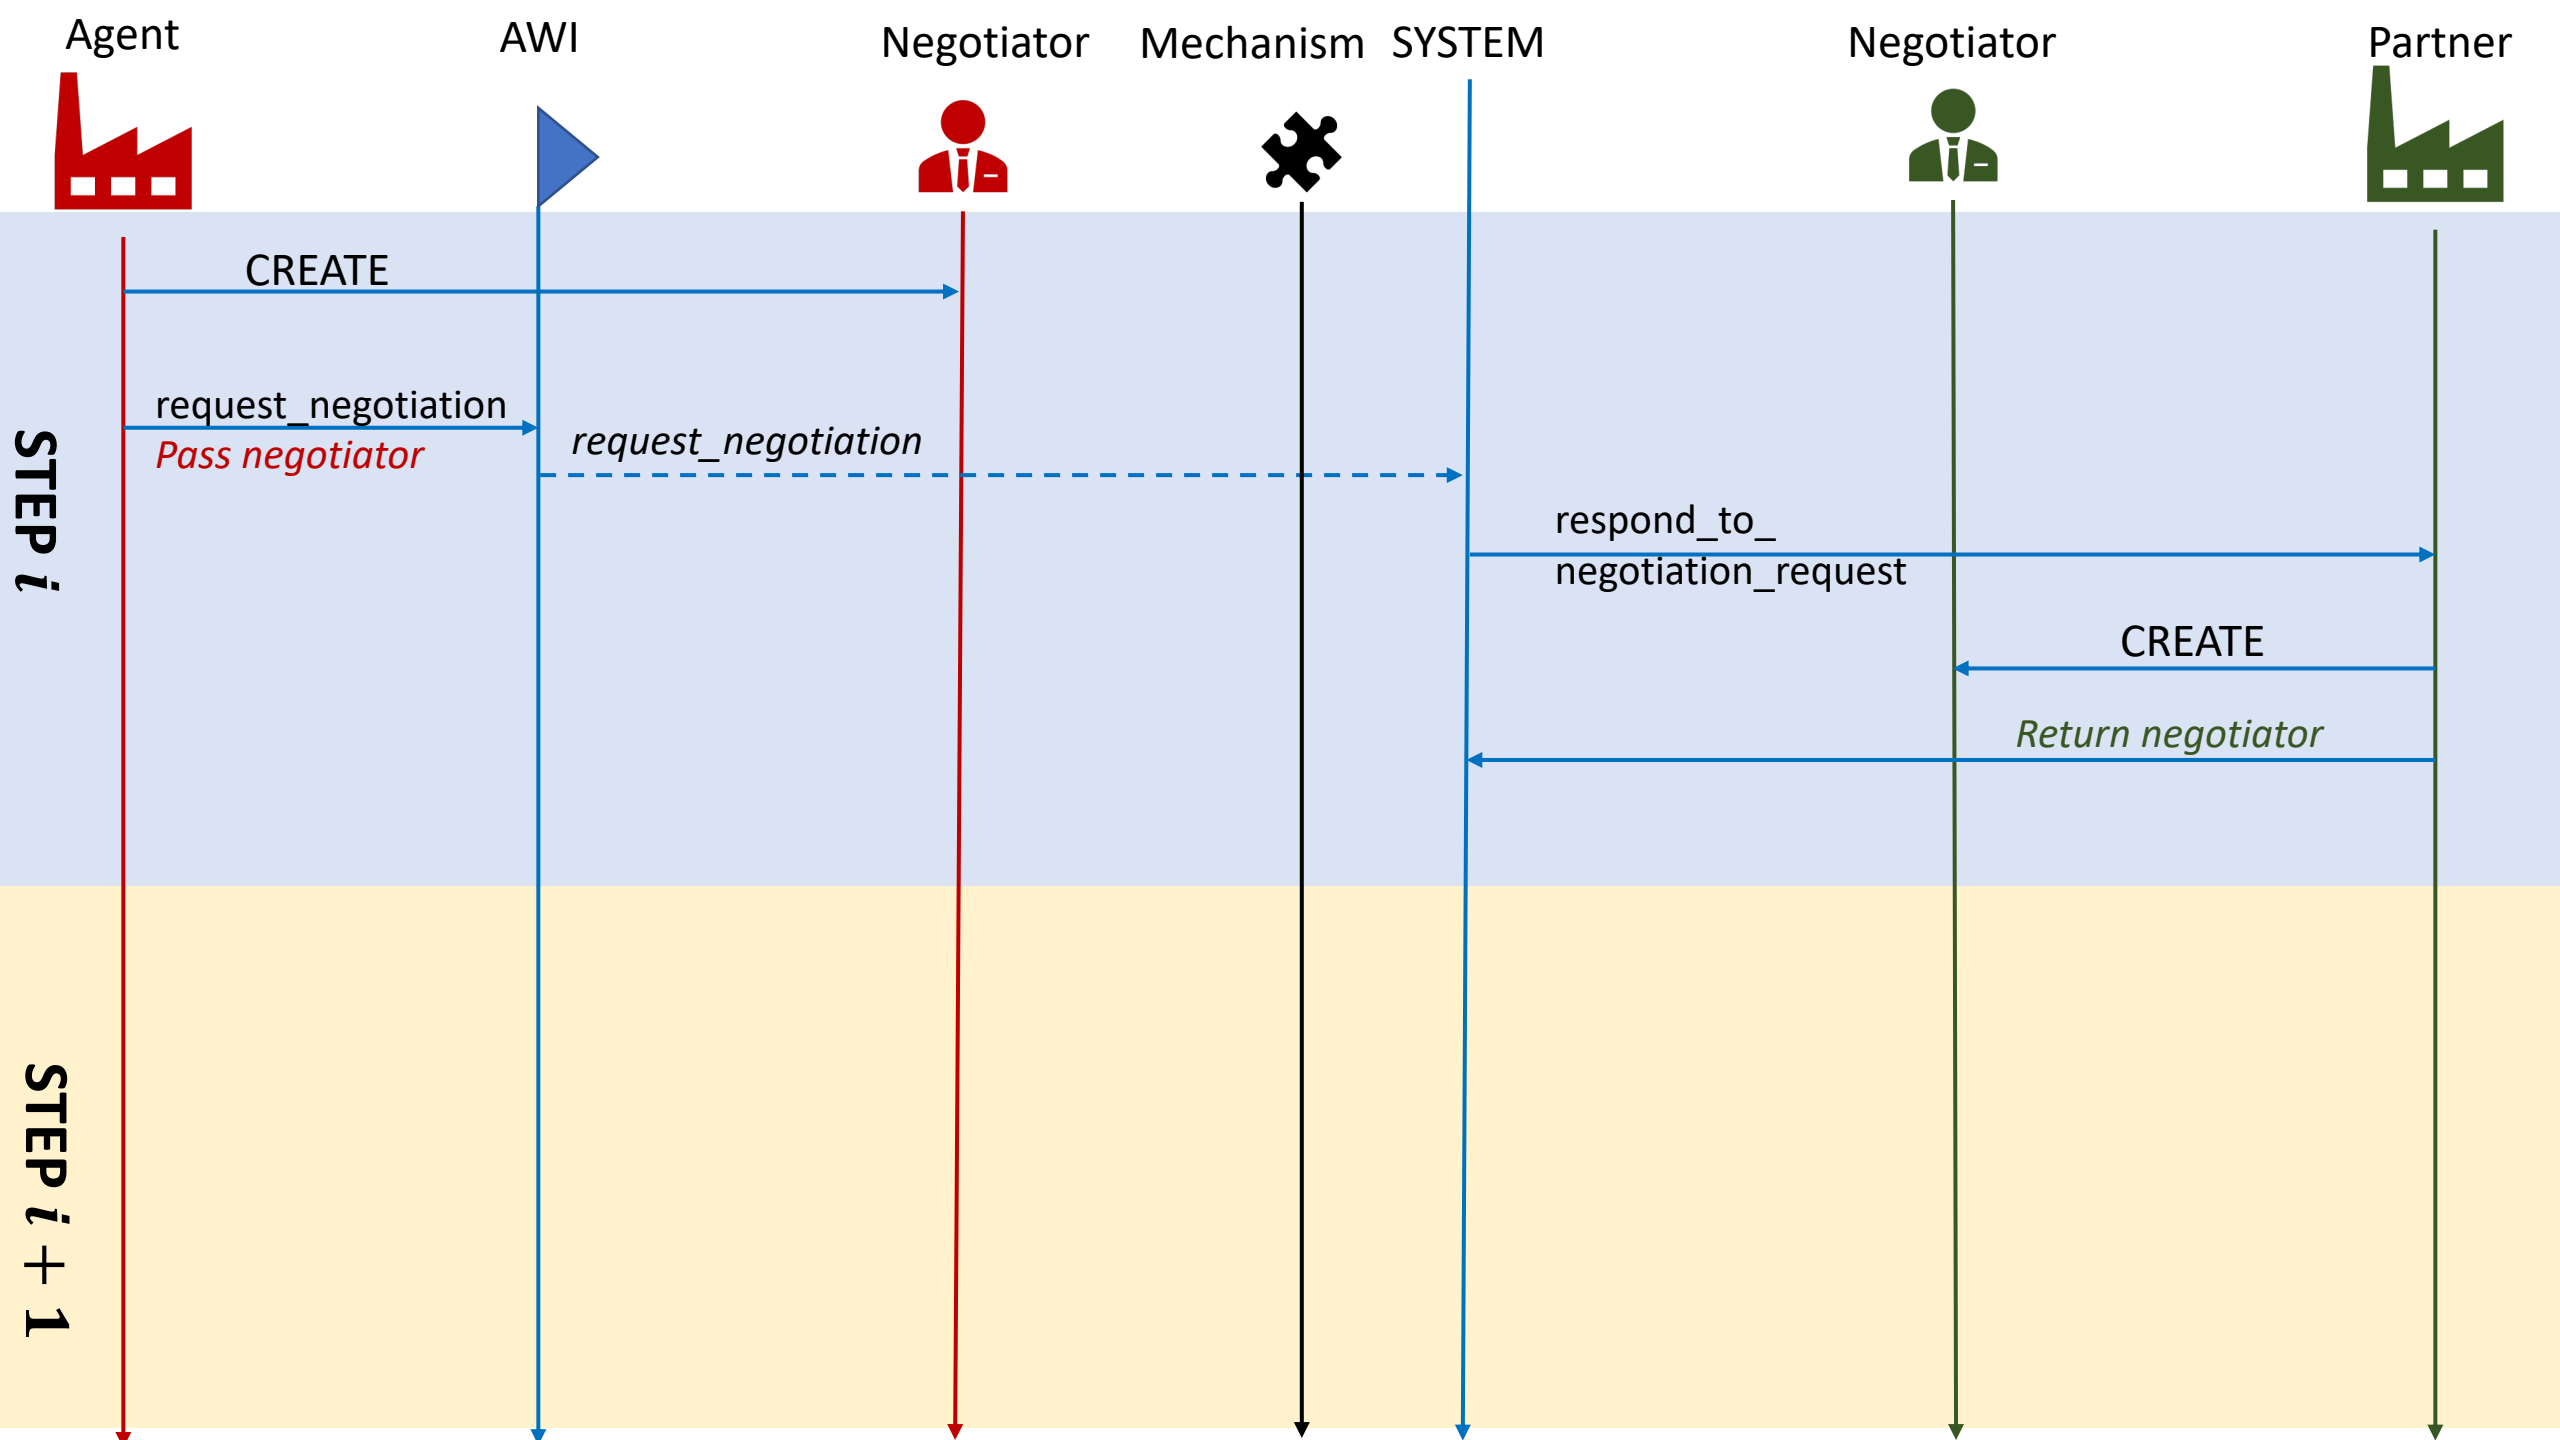 Agent
AWI
Negotiator
Mechanism
SYSTEM
Negotiator
Partner
STEP i
CREATE
request_negotiation
Pass negotiator
request_negotiation
respond_to_
negotiation_request
CREATE
Return negotiator
STEP i + 1